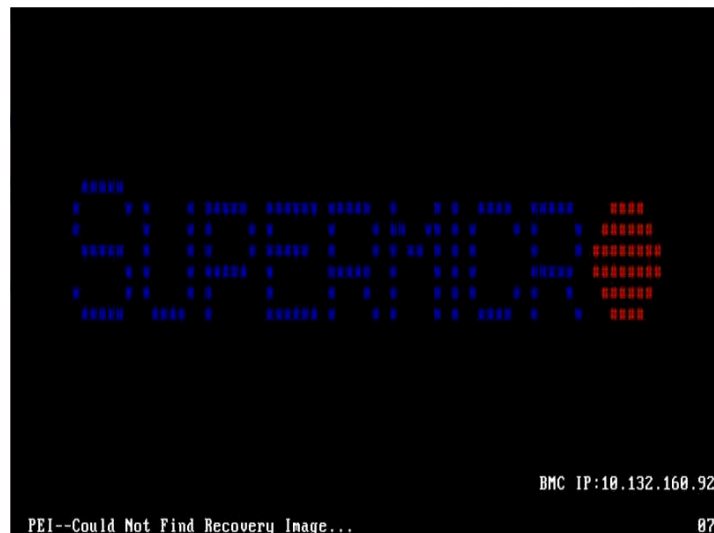 SUPERMICRO
BMC IP:10.132.160.92
PEI--Could Not Find Recovery Image...
07